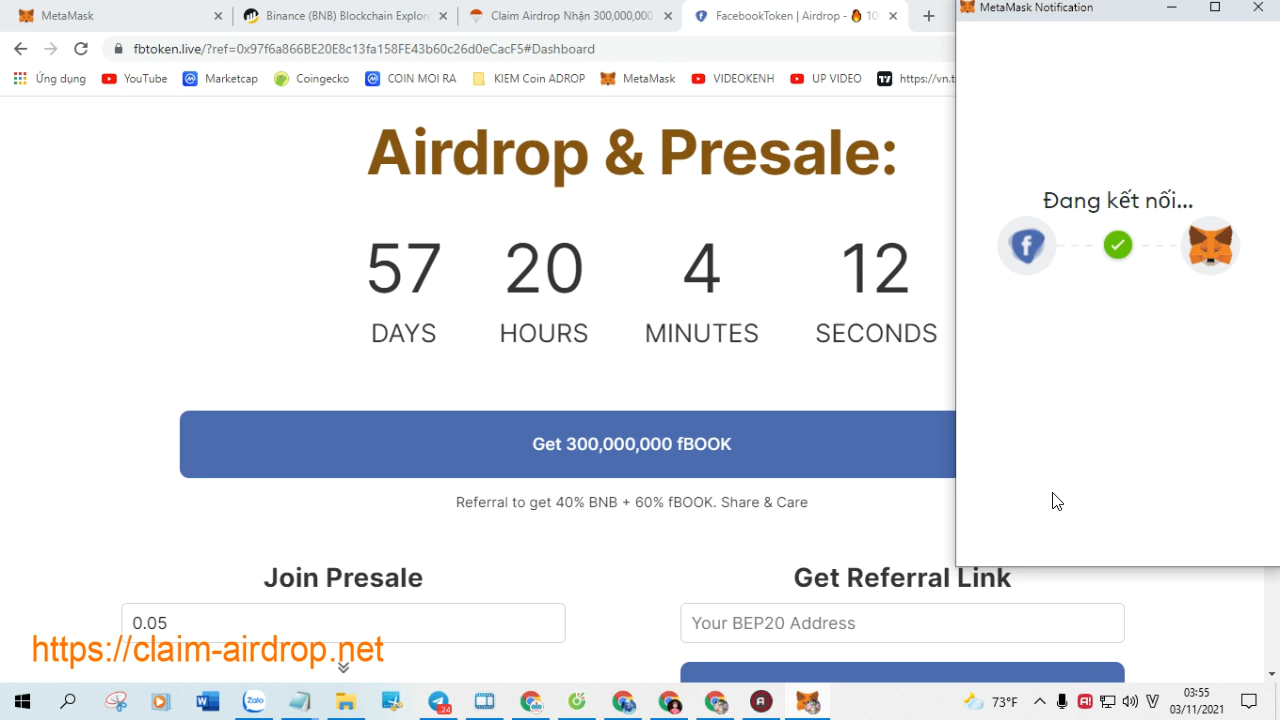 MetaMask
Binance (BNB) Blockchain Explore
Claim Airdrop Nhận 300,000,000
FacebookToken | Airdrop - 🔥 10
MetaMask Notification
fbtoken.live/?ref=0x97f6a866BE20E8c13fa158FE43b60c26d0eCacF5#Dashboard
Ứng dụng
YouTube
Marketcap
Coingecko
COIN MOI RA
KIEM Coin ADROP
MetaMask
VIDEOKENH
UP VIDEO
https://vn.t
Airdrop & Presale:
Đang kết nối...
57 20 4 12
DAYS HOURS MINUTES SECONDS
Get 300,000,000 fBOOK
Referral to get 40% BNB + 60% fBOOK. Share & Care
Join Presale
Get Referral Link
0.05
Your BEP20 Address
https://claim-airdrop.net
Zalo
24
73°F
03:55
03/11/2021